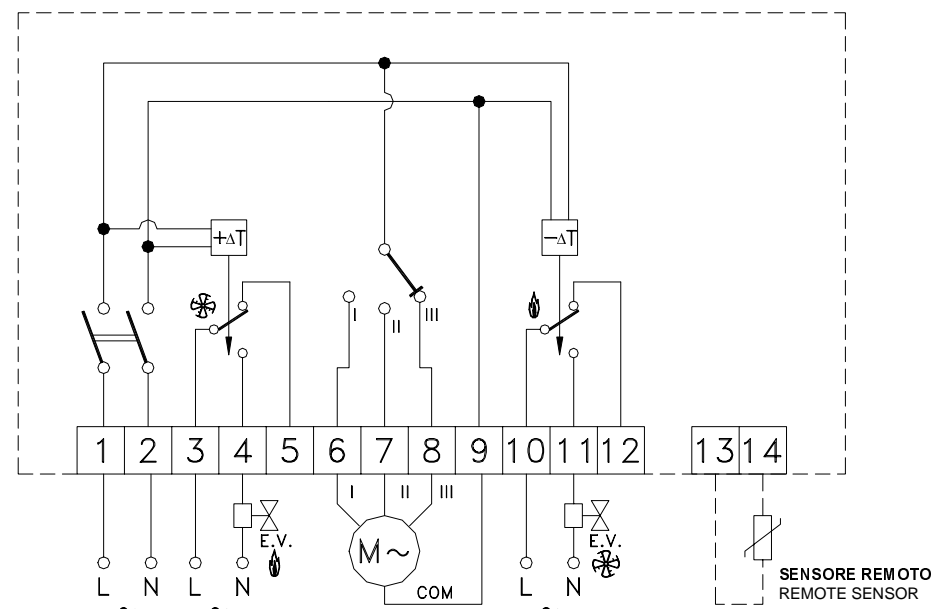 +ΔT
−ΔT
I
II
III
1 2 3 4 5 6 7 8 9 10 11 12 13 14
I II III
E.V.
E.V.
M~
L N L N
COM
L N
SENSORE REMOTO
REMOTE SENSOR